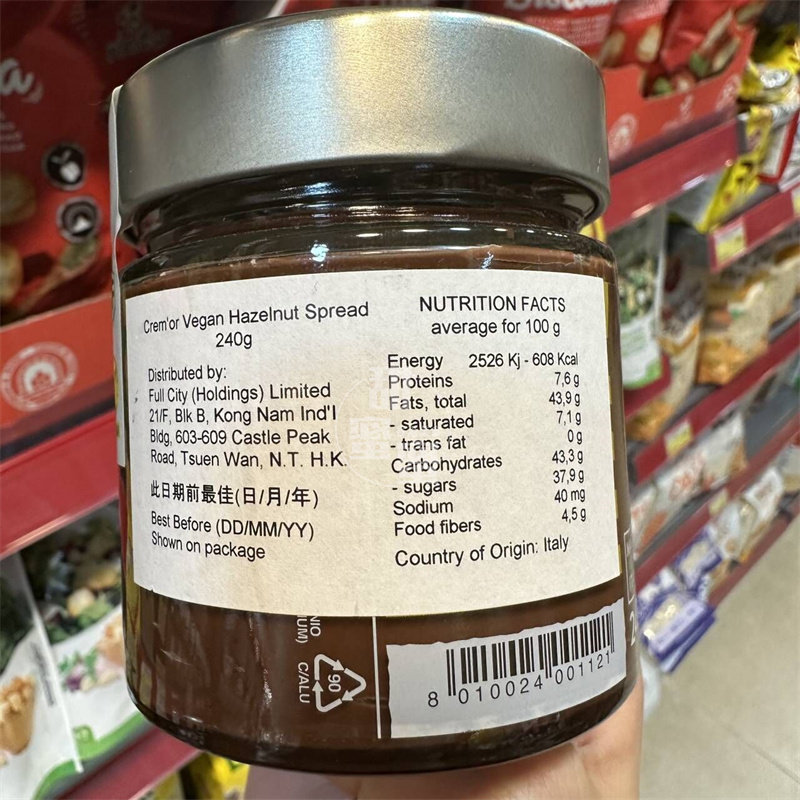 Crem'or Vegan Hazelnut Spread
240g
Distributed by:
Full City (Holdings) Limited
21/F, Blk B, Kong Nam Ind'l
Bldg, 603-609 Castle Peak
Road, Tsuen Wan, N.T. H.K.
此日期前最佳(日/月/年)
Best Before (DD/MM/YY)
Shown on package
NUTRITION FACTS
average for 100 g
Energy 2526 Kj - 608 Kcal
Proteins 7,6 g
Fats, total 43,9 g
- saturated 7,1 g
- trans fat 0 g
Carbohydrates 43,3 g
- sugars 37,9 g
Sodium 40 mg
Food fibers 4,5 g
Country of Origin: Italy
90
C/ALU
8 010024 001121